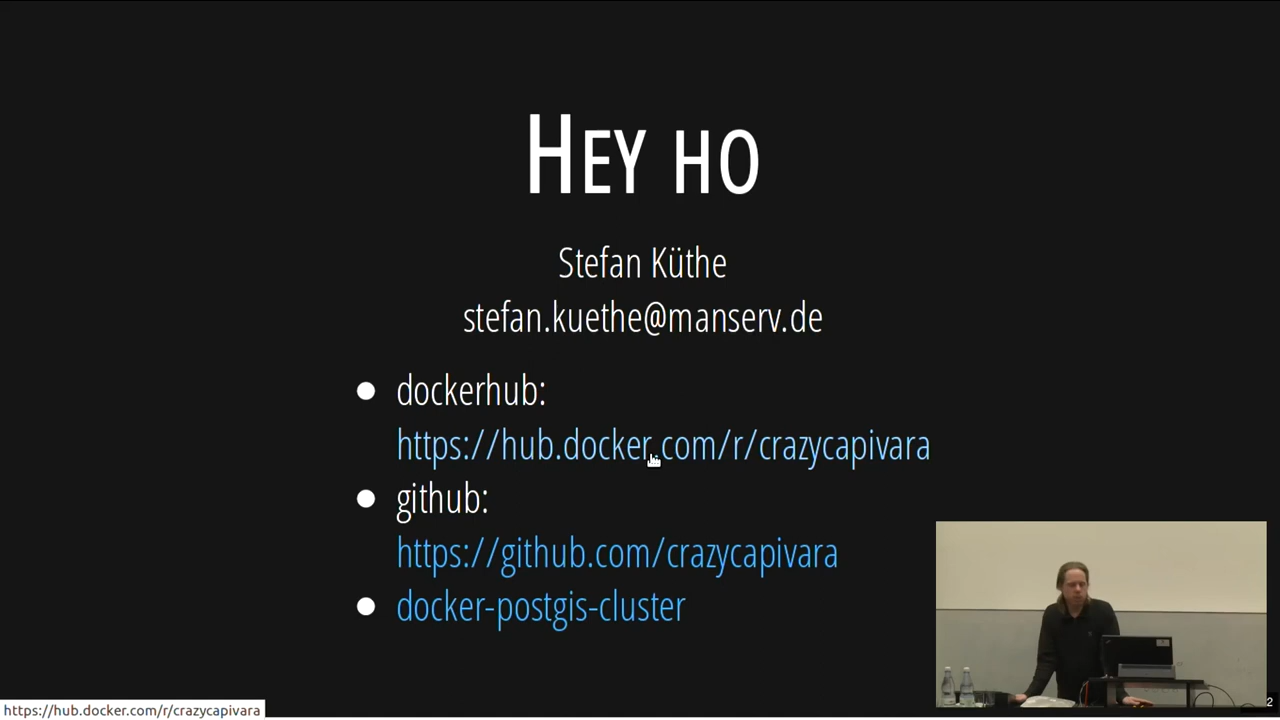 Hey ho
Stefan Küthe
stefan.kuethe@manserv.de
dockerhub:
https://hub.docker.com/r/crazycapivara
github:
https://github.com/crazycapivara
docker-postgis-cluster
https://hub.docker.com/r/crazycapivara
2